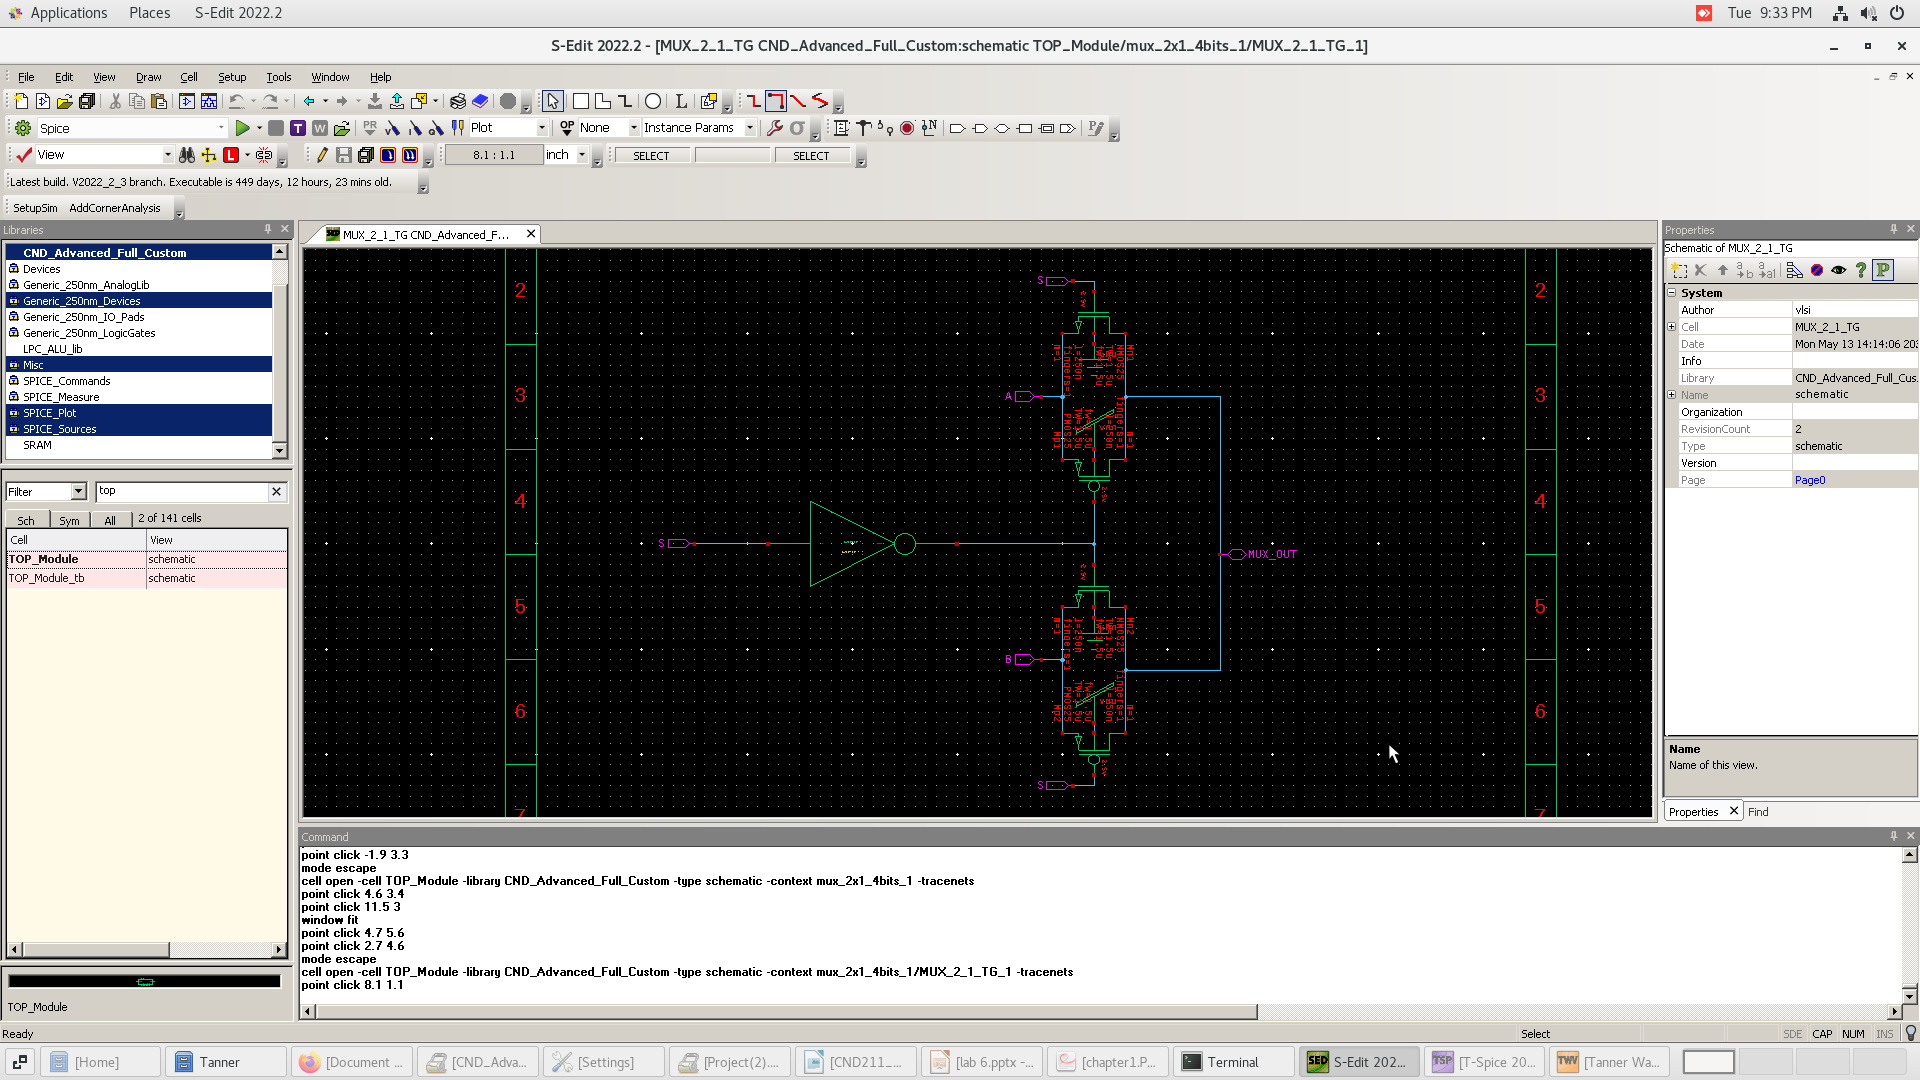 Applications Places S-Edit 2022.2 Tue 9:33 PM
S-Edit 2022.2 - [MUX_2_1_TG CND_Advanced_Full_Custom:schematic TOP_Module/mux_2x1_4bits_1/MUX_2_1_TG_1]
File Edit View Draw Cell Setup Tools Window Help
Spice Plot OP None Instance Params
View 8.1 : 1.1 inch SELECT SELECT
Latest build. V2022_2_3 branch. Executable is 449 days, 12 hours, 23 mins old.
SetupSim AddCornerAnalysis
Libraries
CND_Advanced_Full_Custom
Devices
Generic_250nm_AnalogLib
Generic_250nm_Devices
Generic_250nm_IO_Pads
Generic_250nm_LogicGates
LPC_ALU_lib
Misc
SPICE_Commands
SPICE_Measure
SPICE_Plot
SPICE_Sources
SRAM
Filter top
Sch Sym All 2 of 141 cells
Cell View
TOP_Module schematic
TOP_Module_tb schematic
TOP_Module
MUX_2_1_TG CND_Advanced_F...
2 S 2
3 A 3
4 4
S MUX_OUT
5 5
B
6 6
S
7 7
Properties
Schematic of MUX_2_1_TG
System
Author vlsi
Cell MUX_2_1_TG
Date Mon May 13 14:14:06 202
Info
Library CND_Advanced_Full_Cus
Name schematic
Organization
RevisionCount 2
Type schematic
Version
Page Page0
Name
Name of this view.
Properties Find
Command
point click -1.9 3.3
mode escape
cell open -cell TOP_Module -library CND_Advanced_Full_Custom -type schematic -context mux_2x1_4bits_1 -tracenets
point click 4.6 3.4
point click 11.5 3
window fit
point click 4.7 5.6
point click 2.7 4.6
mode escape
cell open -cell TOP_Module -library CND_Advanced_Full_Custom -type schematic -context mux_2x1_4bits_1/MUX_2_1_TG_1 -tracenets
point click 8.1 1.1
Ready Select SDE CAP NUM INS
[Home] Tanner [Document ... [CND_Adva... [Settings] [Project(2).... [CND211_... [lab 6.pptx -... [chapter1.P... Terminal S-Edit 202... [T-Spice 20... [Tanner Wa...